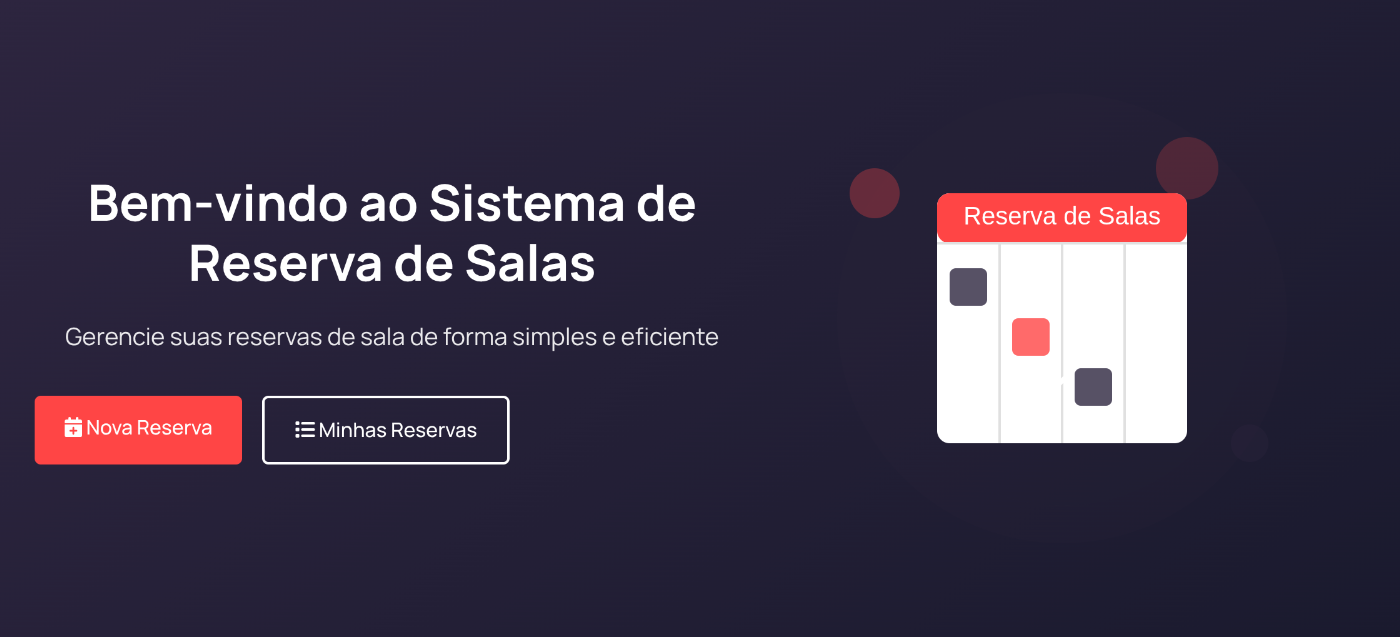 Bem-vindo ao Sistema de
Reserva de Salas
Gerencie suas reservas de sala de forma simples e eficiente
Nova Reserva
Minhas Reservas
Reserva de Salas